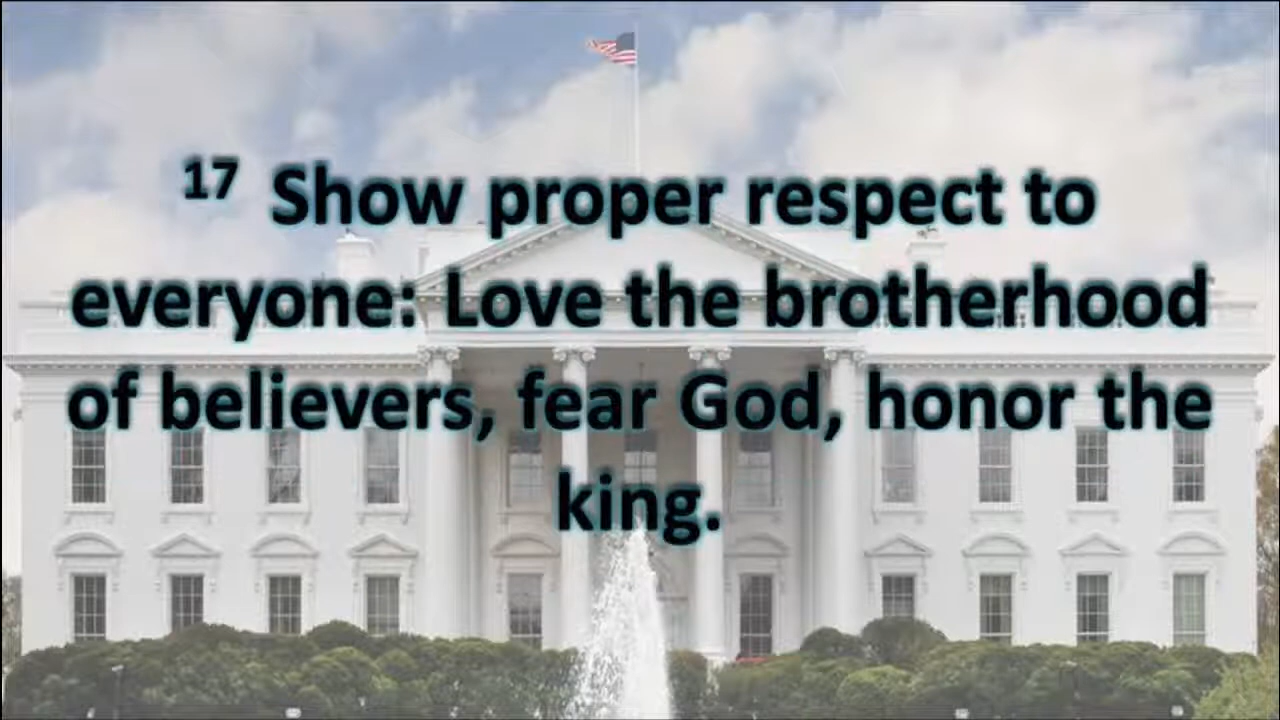 17 Show proper respect to
everyone: Love the brotherhood
of believers, fear God, honor the
king.